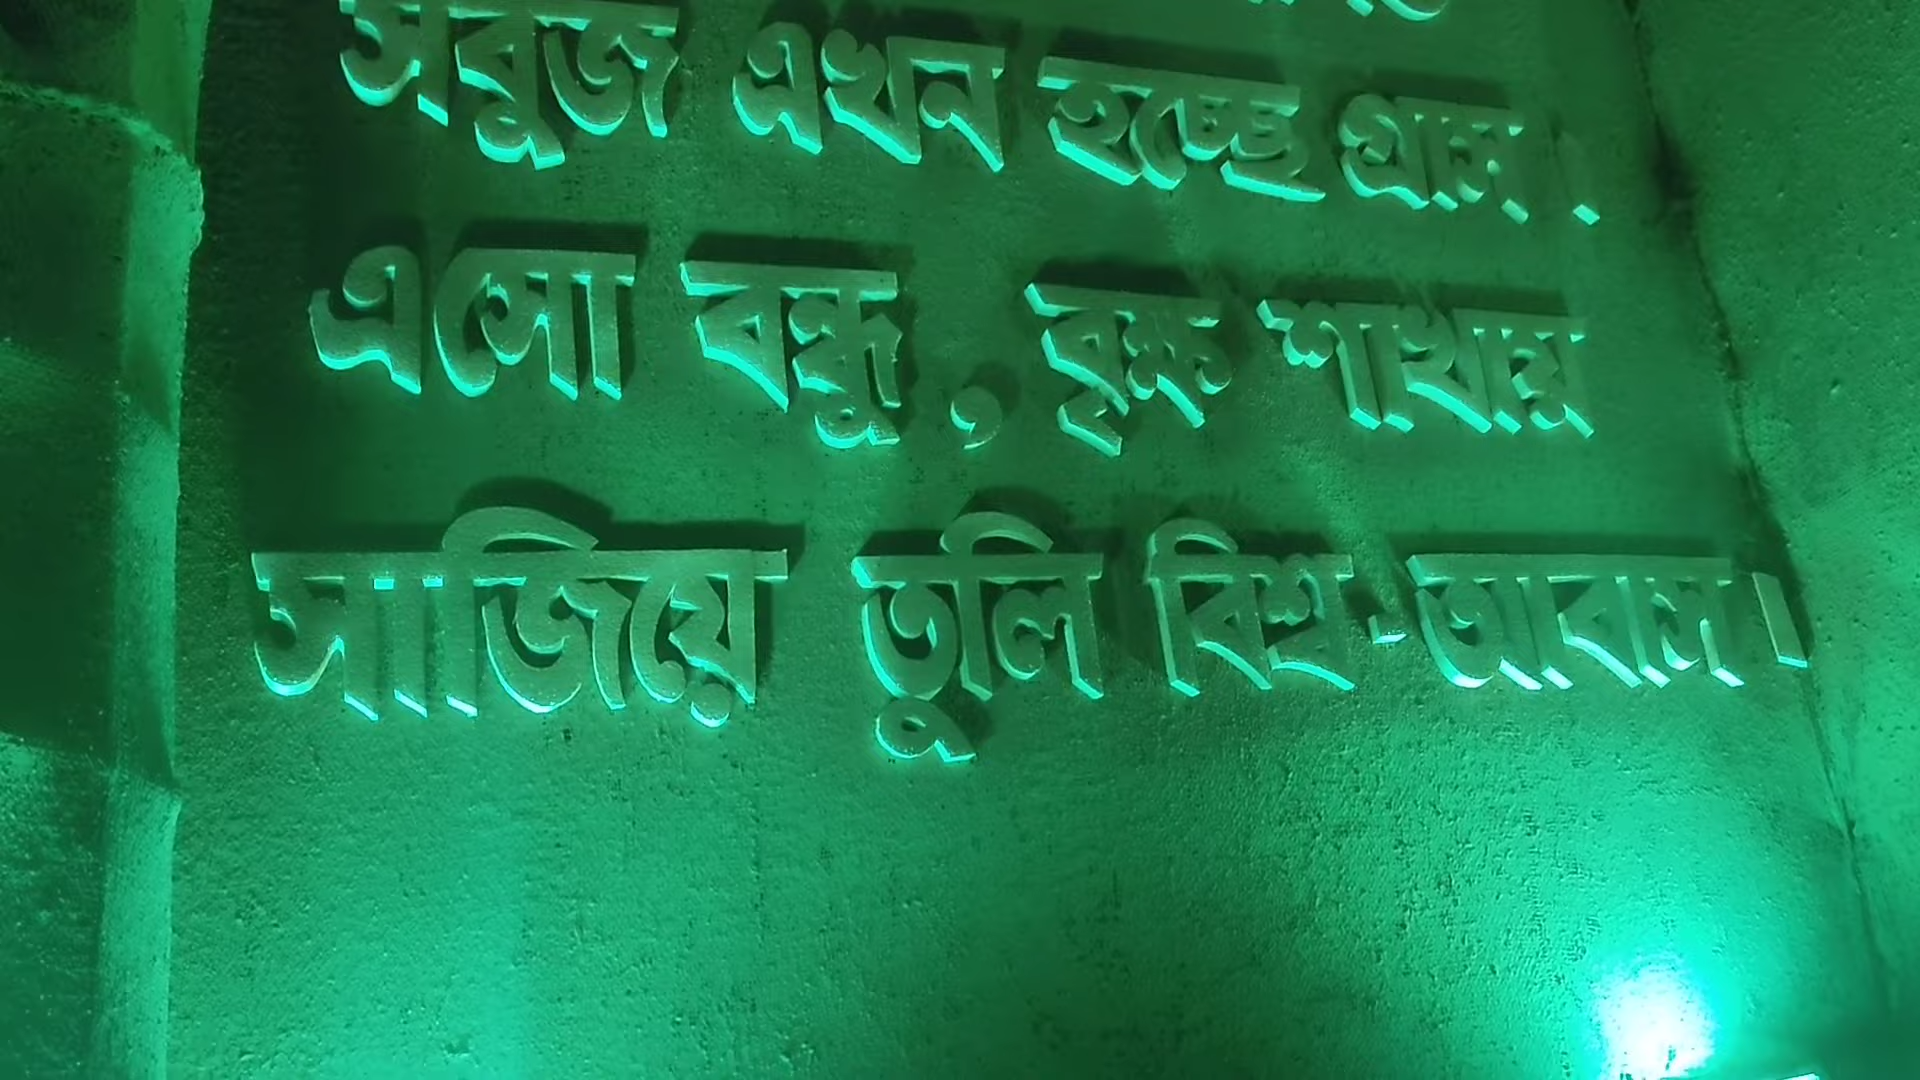 সবুজ এখন হচ্ছে গ্রাস।
এসো বন্ধু, বৃক্ষ শাখায়
সাজিয়ে তুলি বিশ্ব-আবাস।